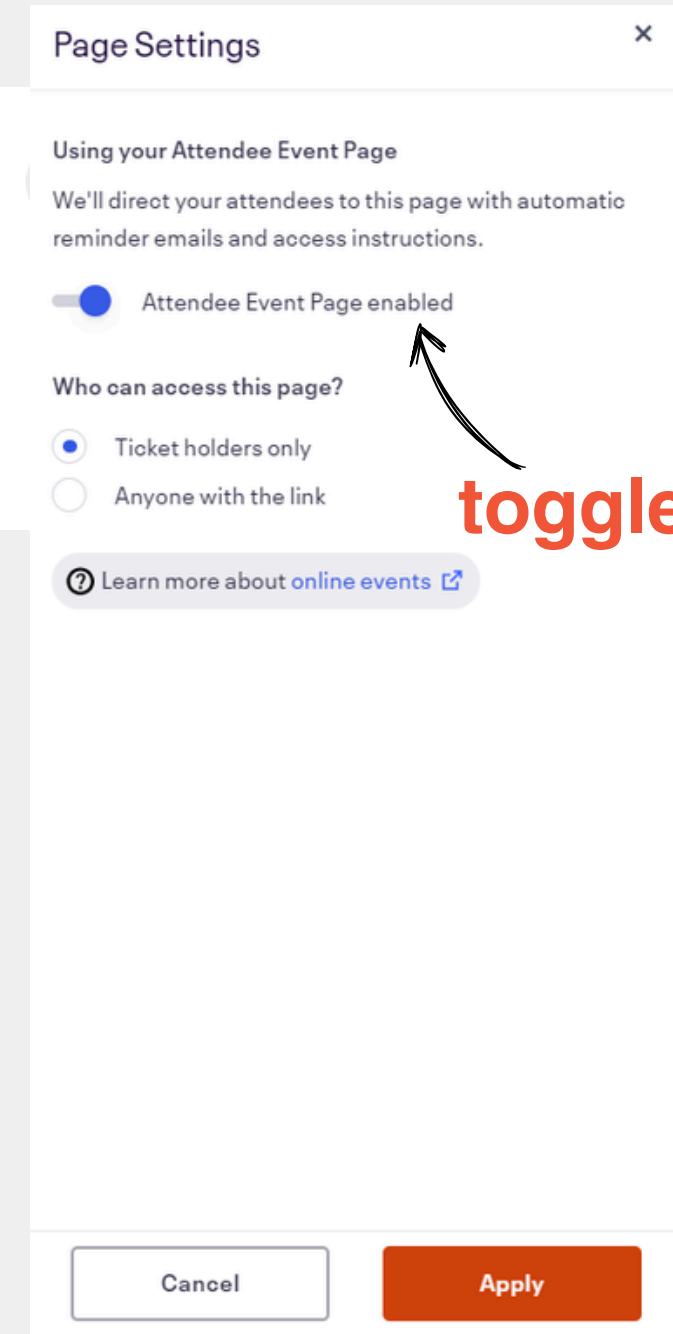 Page Settings
Using your Attendee Event Page
We'll direct your attendees to this page with automatic
reminder emails and access instructions.
Attendee Event Page enabled
Who can access this page?
Ticket holders only
Anyone with the link
toggle
Learn more about online events
Cancel
Apply